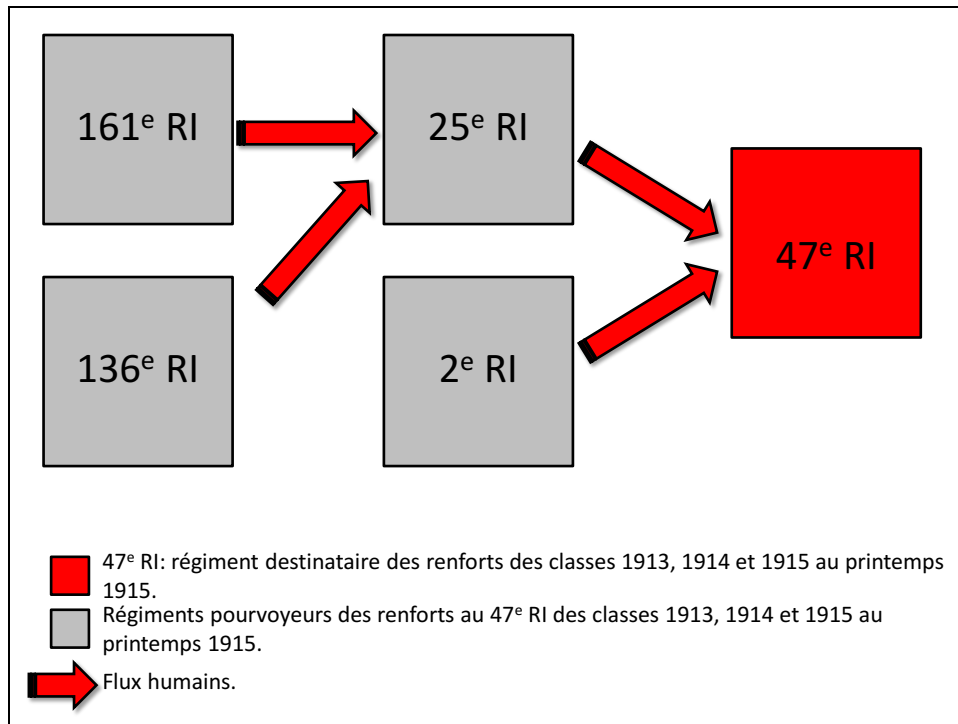 161e RI
25e RI
47e RI
136e RI
2e RI
47e RI: régiment destinataire des renforts des classes 1913, 1914 et 1915 au printemps
1915.
Régiments pourvoyeurs des renforts au 47e RI des classes 1913, 1914 et 1915 au
printemps 1915.
Flux humains.